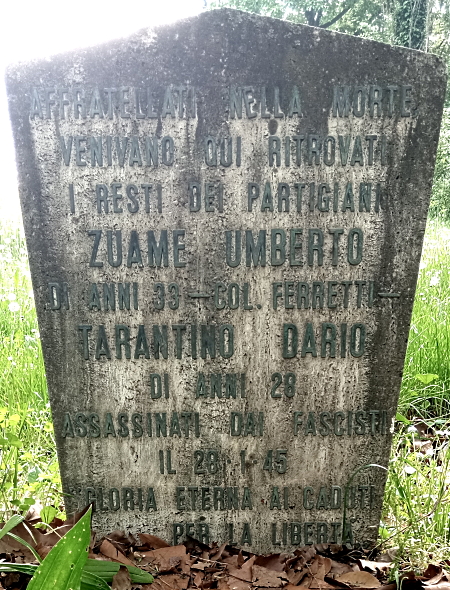 AFFRATELLATI NELLA MORTE
VENIVANO QUI RITROVATI
I RESTI DEI PARTIGIANI
ZUAME UMBERTO
DI ANNI 33 - COL. FERRETTI -
TARANTINO DARIO
DI ANNI 28
ASSASSINATI DAI FASCISTI
IL 28·1·45
GLORIA ETERNA AI CADUTI
PER LA LIBERTÀ